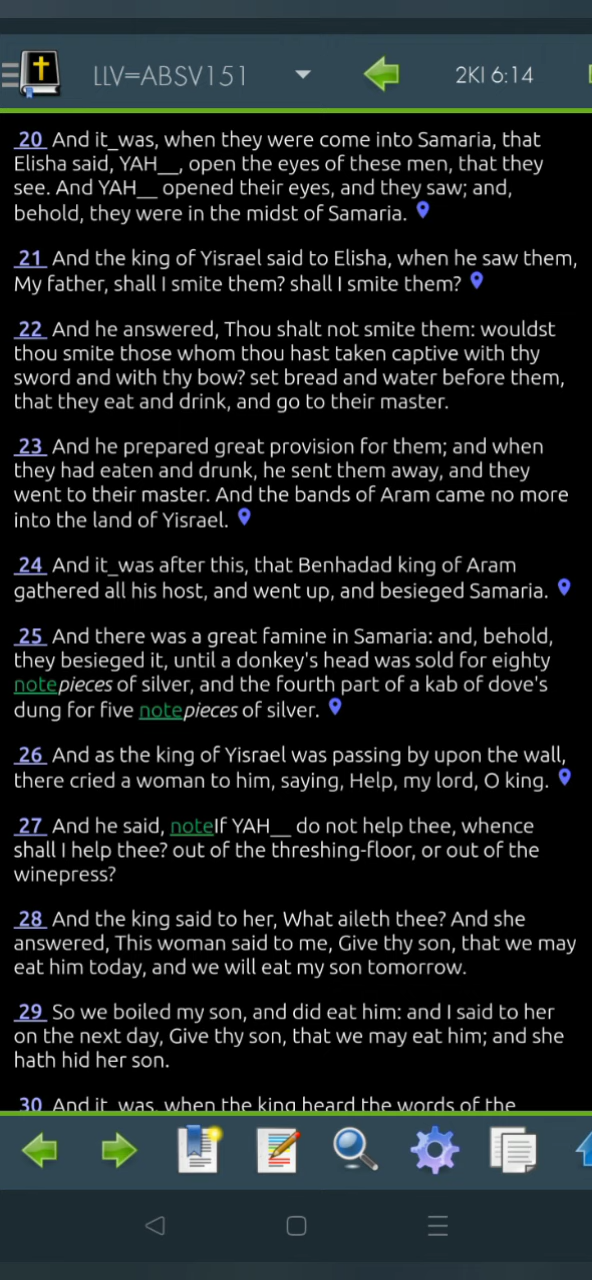 LLV=ABSV151
2KI 6:14
20 And it_was, when they were come into Samaria, that
Elisha said, YAH__, open the eyes of these men, that they
see. And YAH__ opened their eyes, and they saw; and,
behold, they were in the midst of Samaria.
21 And the king of Yisrael said to Elisha, when he saw them,
My father, shall I smite them? shall I smite them?
22 And he answered, Thou shalt not smite them: wouldst
thou smite those whom thou hast taken captive with thy
sword and with thy bow? set bread and water before them,
that they eat and drink, and go to their master.
23 And he prepared great provision for them; and when
they had eaten and drunk, he sent them away, and they
went to their master. And the bands of Aram came no more
into the land of Yisrael.
24 And it_was after this, that Benhadad king of Aram
gathered all his host, and went up, and besieged Samaria.
25 And there was a great famine in Samaria: and, behold,
they besieged it, until a donkey's head was sold for eighty
notepieces of silver, and the fourth part of a kab of dove's
dung for five notepieces of silver.
26 And as the king of Yisrael was passing by upon the wall,
there cried a woman to him, saying, Help, my lord, O king.
27 And he said, noteIf YAH__ do not help thee, whence
shall I help thee? out of the threshing-floor, or out of the
winepress?
28 And the king said to her, What aileth thee? And she
answered, This woman said to me, Give thy son, that we may
eat him today, and we will eat my son tomorrow.
29 So we boiled my son, and did eat him: and I said to her
on the next day, Give thy son, that we may eat him; and she
hath hid her son.
30 And it_was, when the king heard the words of the